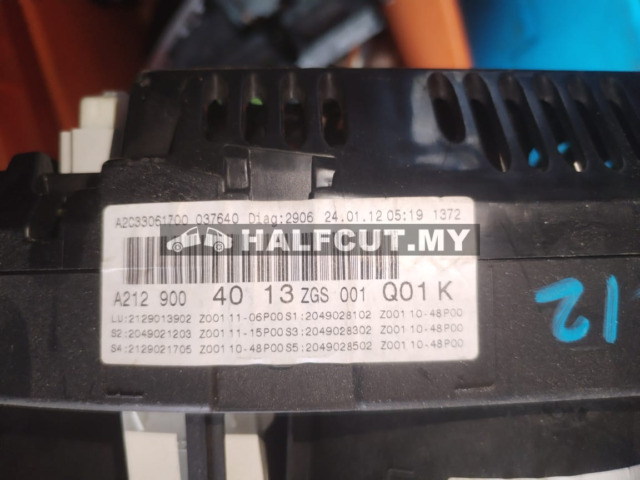 A2C33051700 037640 Diag:2906 24.01.12 05:19 1372
HALFCUT.MY
A212 900 40 13 ZGS 001 Q01 K
LU:2129013902 Z001 11-06P00 S1:2049028102 Z001 10-48P00
S2:2049021203 Z001 11-15P00 S3:2049028302 Z001 10-48P00
S4:2129021705 Z001 10-48P00 S5:2049028502 Z001 10-48P00
212